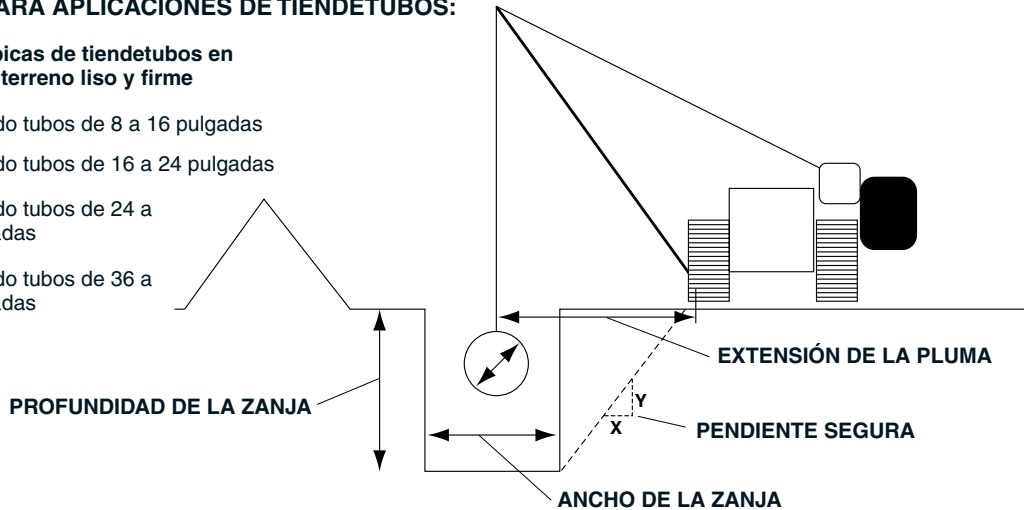 ARA APLICACIONES DE TIENDETUBOS:
picas de tiendetubos en
terreno liso y firme
do tubos de 8 a 16 pulgadas
do tubos de 16 a 24 pulgadas
do tubos de 24 a
adas
do tubos de 36 a
adas
EXTENSIÓN DE LA PLUMA
PROFUNDIDAD DE LA ZANJA
Y
X
PENDIENTE SEGURA
ANCHO DE LA ZANJA